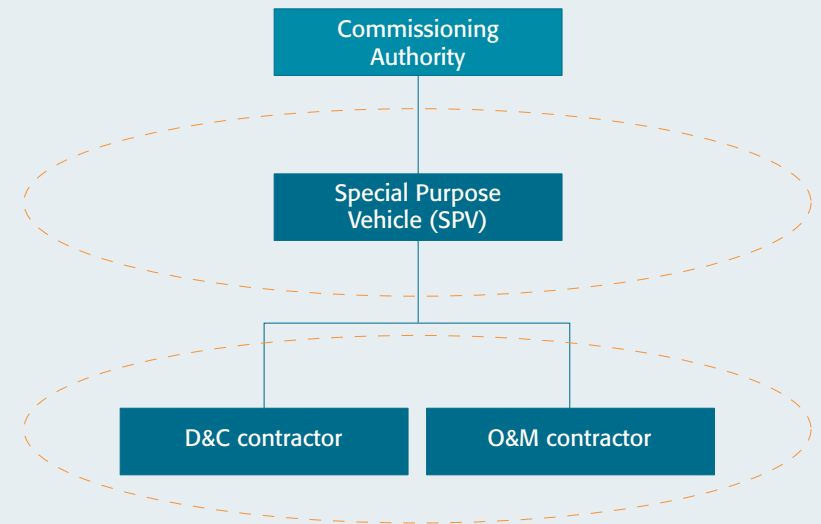 Commissioning
Authority
Special Purpose
Vehicle (SPV)
D&C contractor
O&M contractor